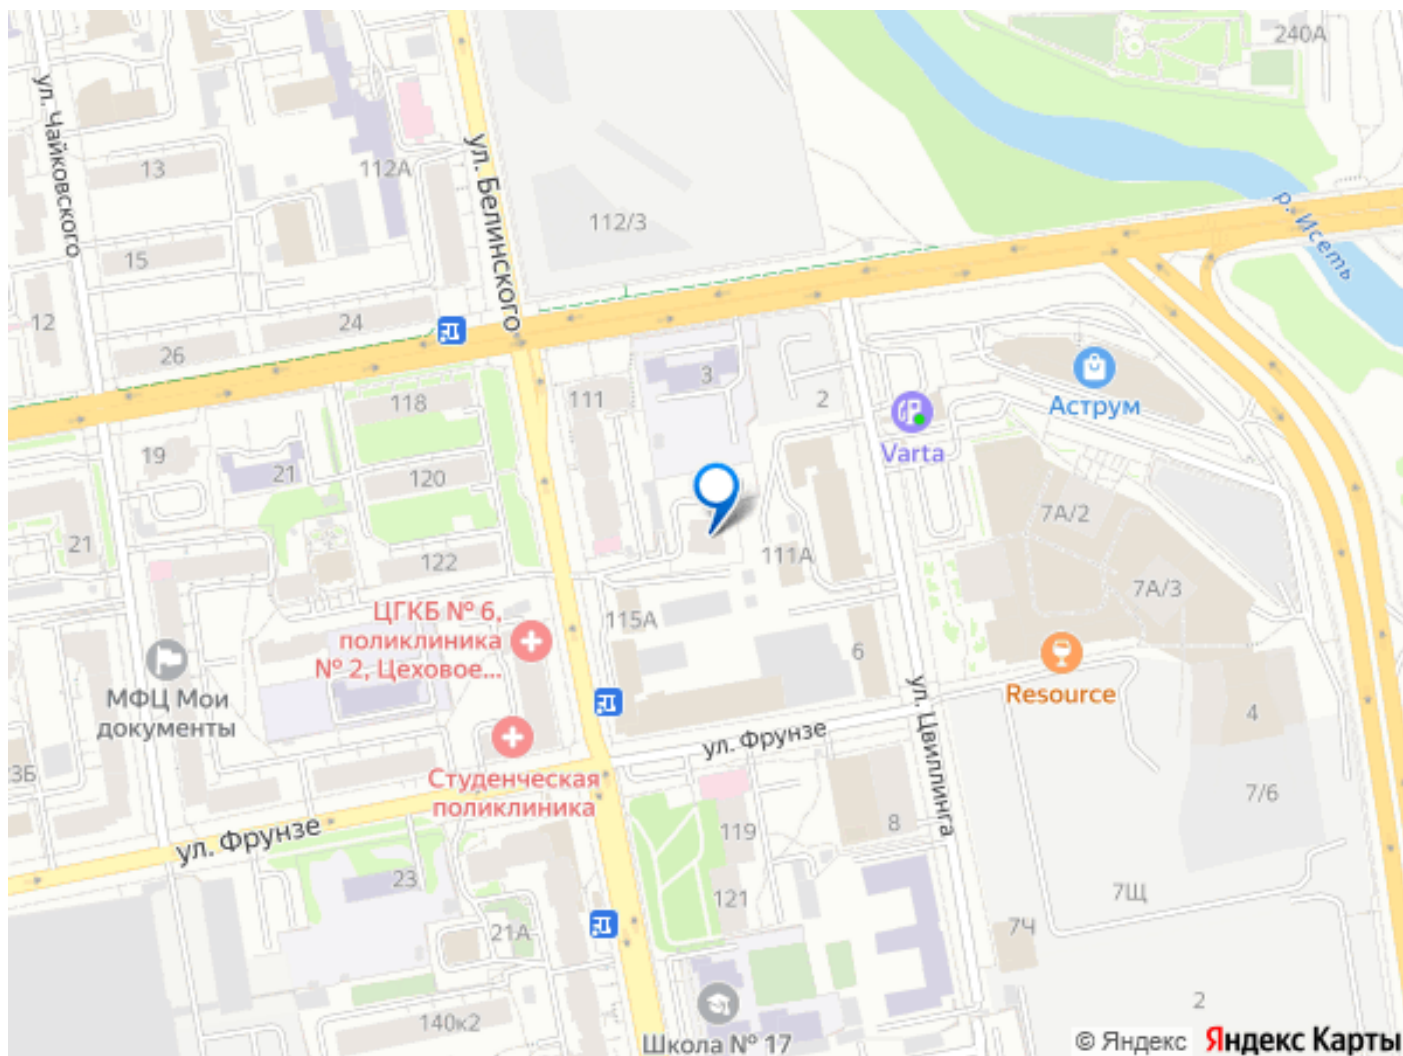 240А
ул. Чайковского
ул. Белинского
13
112А
112/3
р. Исеть
15
12
24
26
118
111
3
2
Аструм
Varta
19
21
120
7А/2
21
122
111А
7А/3
ЦГКБ № 6,
поликлиника
№ 2, Цеховое...
115А
6
МФЦ Мои
документы
Resource
ул. Цвиллинга
4
ул. Фрунзе
3Б
Студенческая
поликлиника
7/6
ул. Фрунзе
119
8
23
121
7Щ
21А
7Ч
2
140к2
Школа № 17
© Яндекс Яндекс Карты